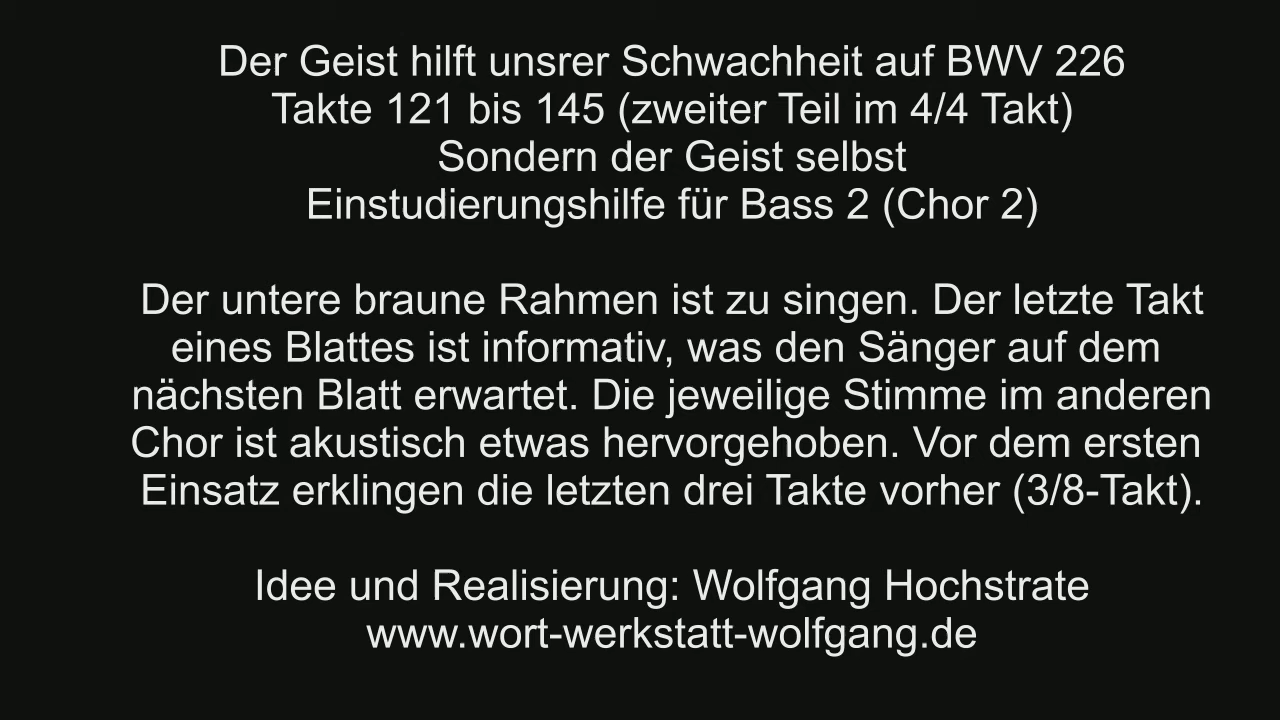 Der Geist hilft unsrer Schwachheit auf BWV 226
Takte 121 bis 145 (zweiter Teil im 4/4 Takt)
Sondern der Geist selbst
Einstudierungshilfe für Bass 2 (Chor 2)
Der untere braune Rahmen ist zu singen. Der letzte Takt
eines Blattes ist informativ, was den Sänger auf dem
nächsten Blatt erwartet. Die jeweilige Stimme im anderen
Chor ist akustisch etwas hervorgehoben. Vor dem ersten
Einsatz erklingen die letzten drei Takte vorher (3/8-Takt).
Idee und Realisierung: Wolfgang Hochstrate
www.wort-werkstatt-wolfgang.de